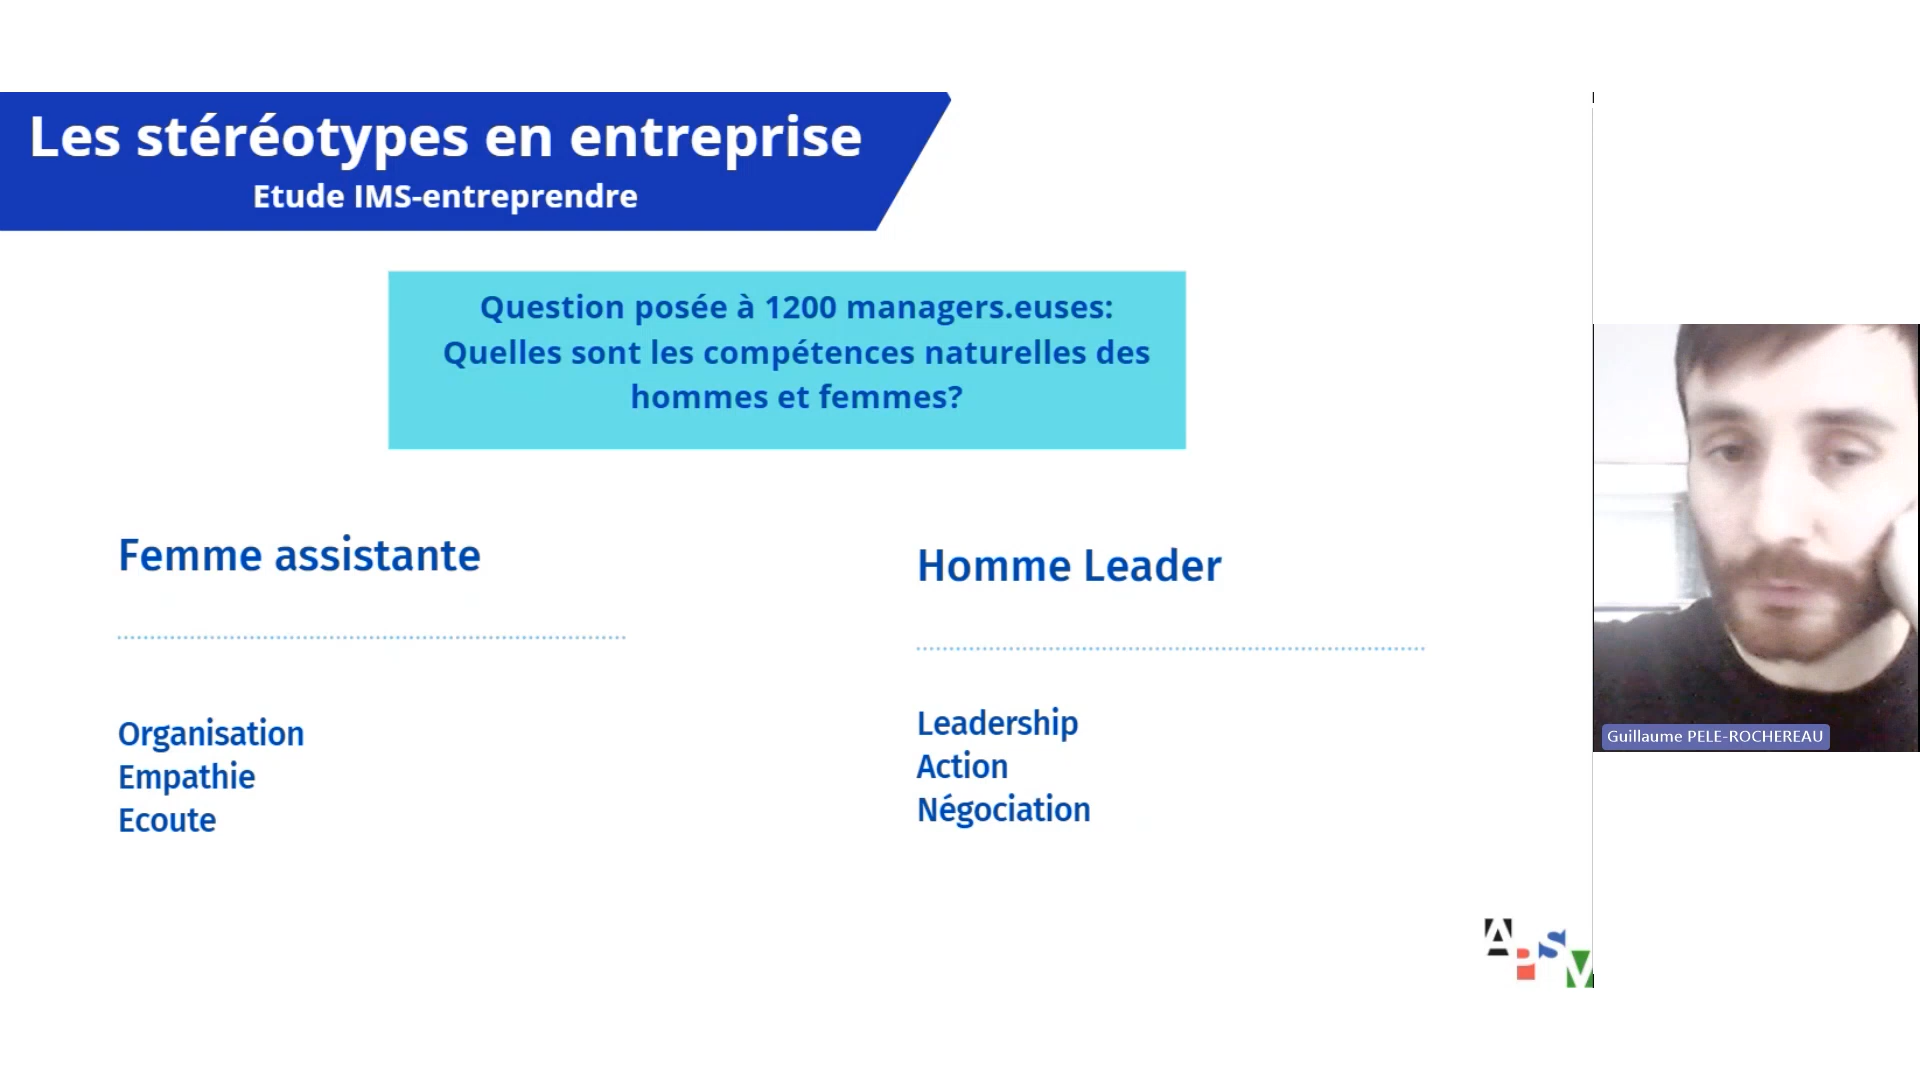 Les stéréotypes en entreprise
Etude IMS-entreprendre
Question posée à 1200 managers.euses:
Quelles sont les compétences naturelles des
hommes et femmes?
Femme assistante
Organisation
Empathie
Ecoute
Homme Leader
Leadership
Action
Négociation
Guillaume PELE-ROCHEREAU
APSV